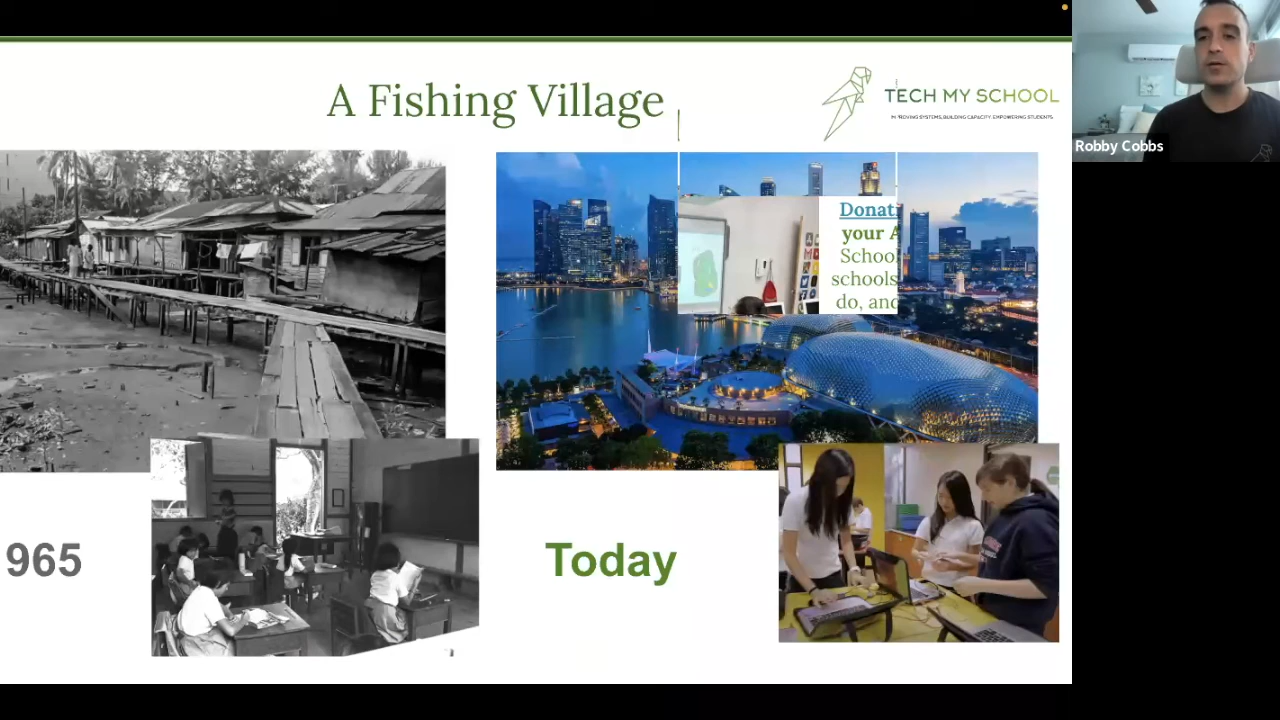 A Fishing Village
TECH MY SCHOOL
IMPROVING SYSTEMS, BUILDING CAPACITY, EMPOWERING STUDENTS
Robby Cobbs
Donat
your A
School
schools
do, and
965
Today